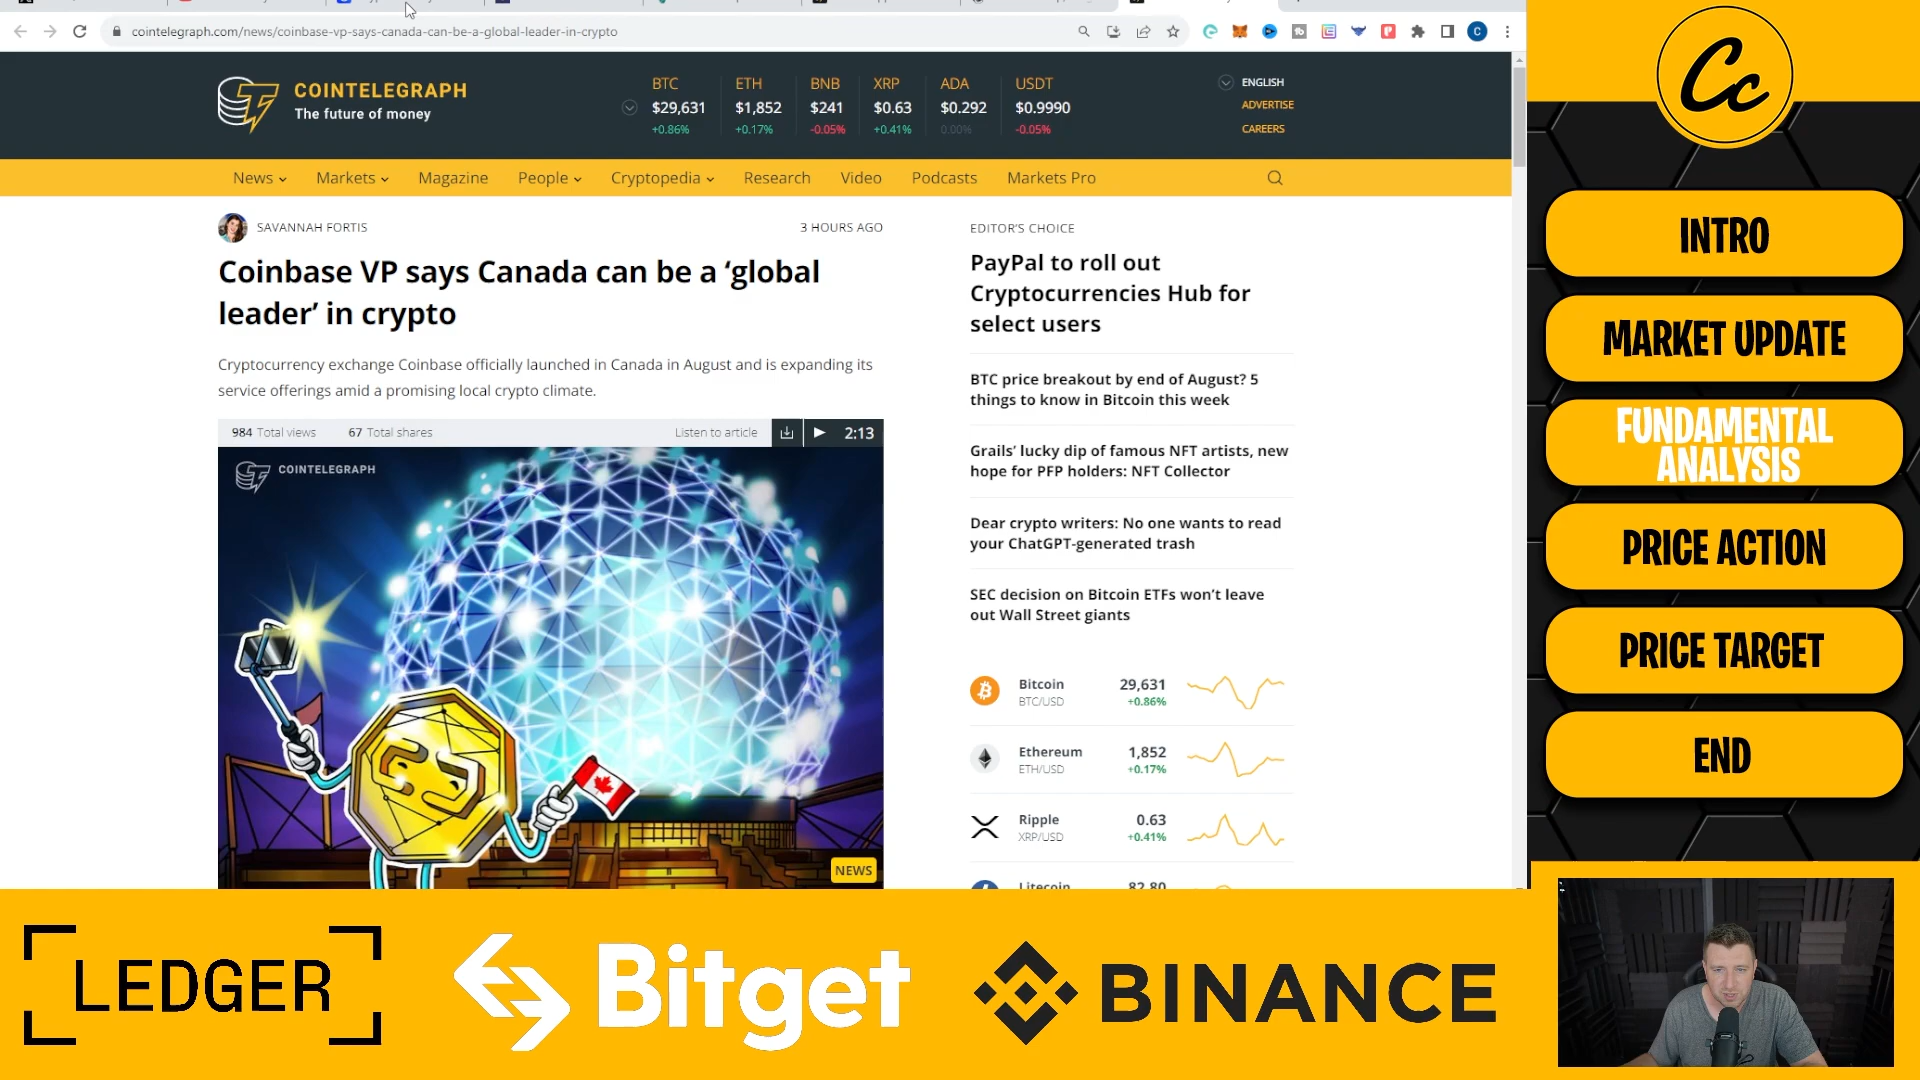 cointelegraph.com/news/coinbase-vp-says-canada-can-be-a-global-leader-in-crypto
C
COINTELEGRAPH
The future of money
BTC
$29,631
+0.86%
ETH
$1,852
+0.17%
BNB
$241
-0.05%
XRP
$0.63
+0.41%
ADA
$0.292
0.00%
USDT
$0.9990
-0.05%
ENGLISH
ADVERTISE
CAREERS
News Markets Magazine People Cryptopedia Research Video Podcasts Markets Pro
SAVANNAH FORTIS
3 HOURS AGO
Coinbase VP says Canada can be a ‘global
leader’ in crypto
Cryptocurrency exchange Coinbase officially launched in Canada in August and is expanding its
service offerings amid a promising local crypto climate.
984 Total views 67 Total shares Listen to article 2:13
COINTELEGRAPH
NEWS
EDITOR’S CHOICE
PayPal to roll out
Cryptocurrencies Hub for
select users
BTC price breakout by end of August? 5
things to know in Bitcoin this week
Grails’ lucky dip of famous NFT artists, new
hope for PFP holders: NFT Collector
Dear crypto writers: No one wants to read
your ChatGPT-generated trash
SEC decision on Bitcoin ETFs won’t leave
out Wall Street giants
Bitcoin 29,631
BTC/USD +0.86%
Ethereum 1,852
ETH/USD +0.17%
Ripple 0.63
XRP/USD +0.41%
Litecoin 82.80
Cc
INTRO
MARKET UPDATE
FUNDAMENTAL
ANALYSIS
PRICE ACTION
PRICE TARGET
END
LEDGER
Bitget
BINANCE